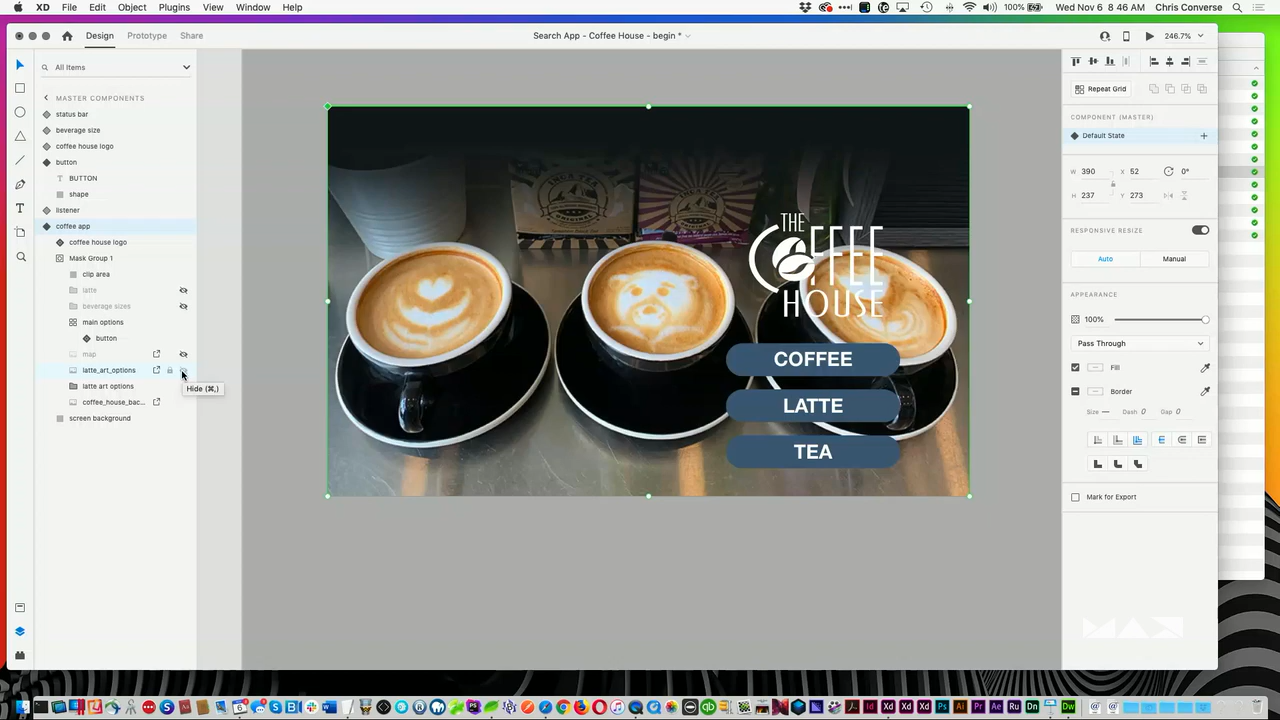 XD File Edit Object Plugins View Window Help
100% Wed Nov 6 8:46 AM Chris Converse
Design Prototype Share
Search App - Coffee House - begin *
246.7%
All Items
MASTER COMPONENTS
status bar
beverage size
coffee house logo
button
T BUTTON
shape
listener
coffee app
coffee house logo
Mask Group 1
clip area
latte
beverage sizes
main options
button
map
latte_art_options
Hide (⌘,)
latte art options
coffee_house_bac...
screen background
THE
COFFEE
HOUSE
COFFEE
LATTE
TEA
INCA TEA
INCA TEA
Repeat Grid
COMPONENT (MASTER)
Default State +
W 390 X 52 0°
H 237 Y 273
RESPONSIVE RESIZE
Auto Manual
APPEARANCE
100%
Pass Through
Fill
Border
Size — Dash 0 Gap 0
Mark for Export
MAX